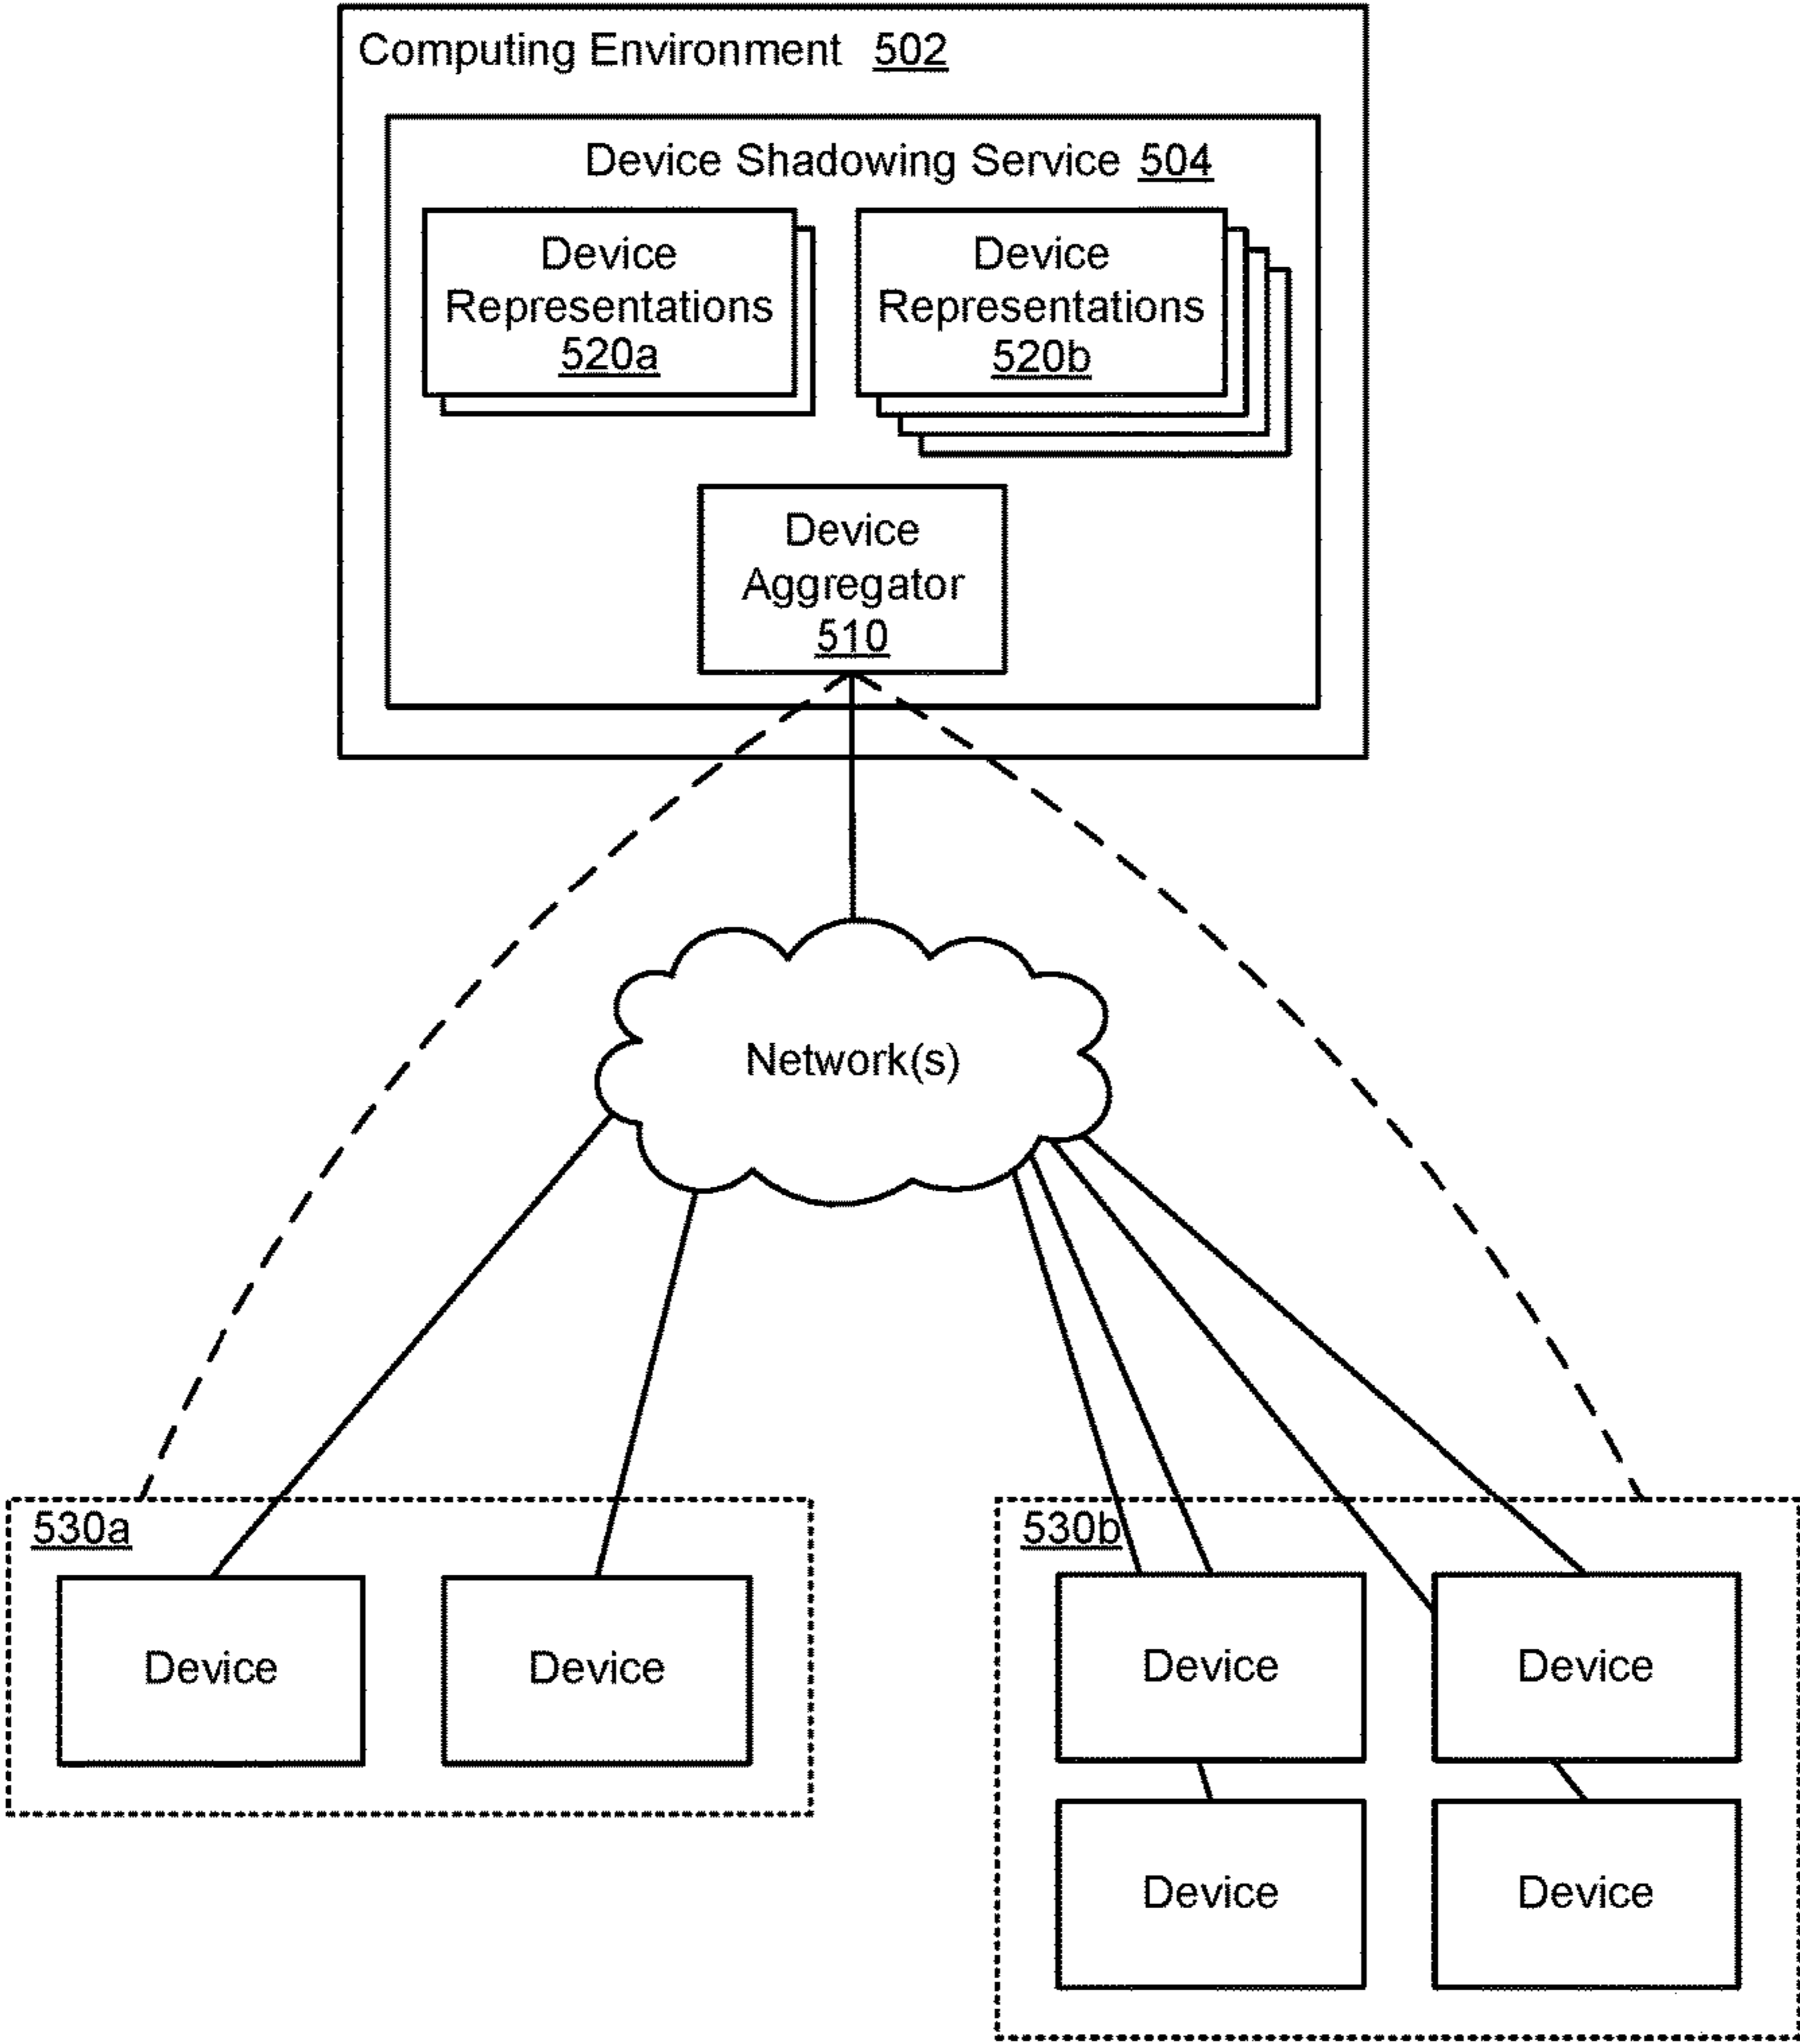 Computing Environment 502
Device Shadowing Service 504
Device
Representations
520a
Device
Representations
520b
Device
Aggregator
510
Network(s)
530a
Device
Device
530b
Device
Device
Device
Device